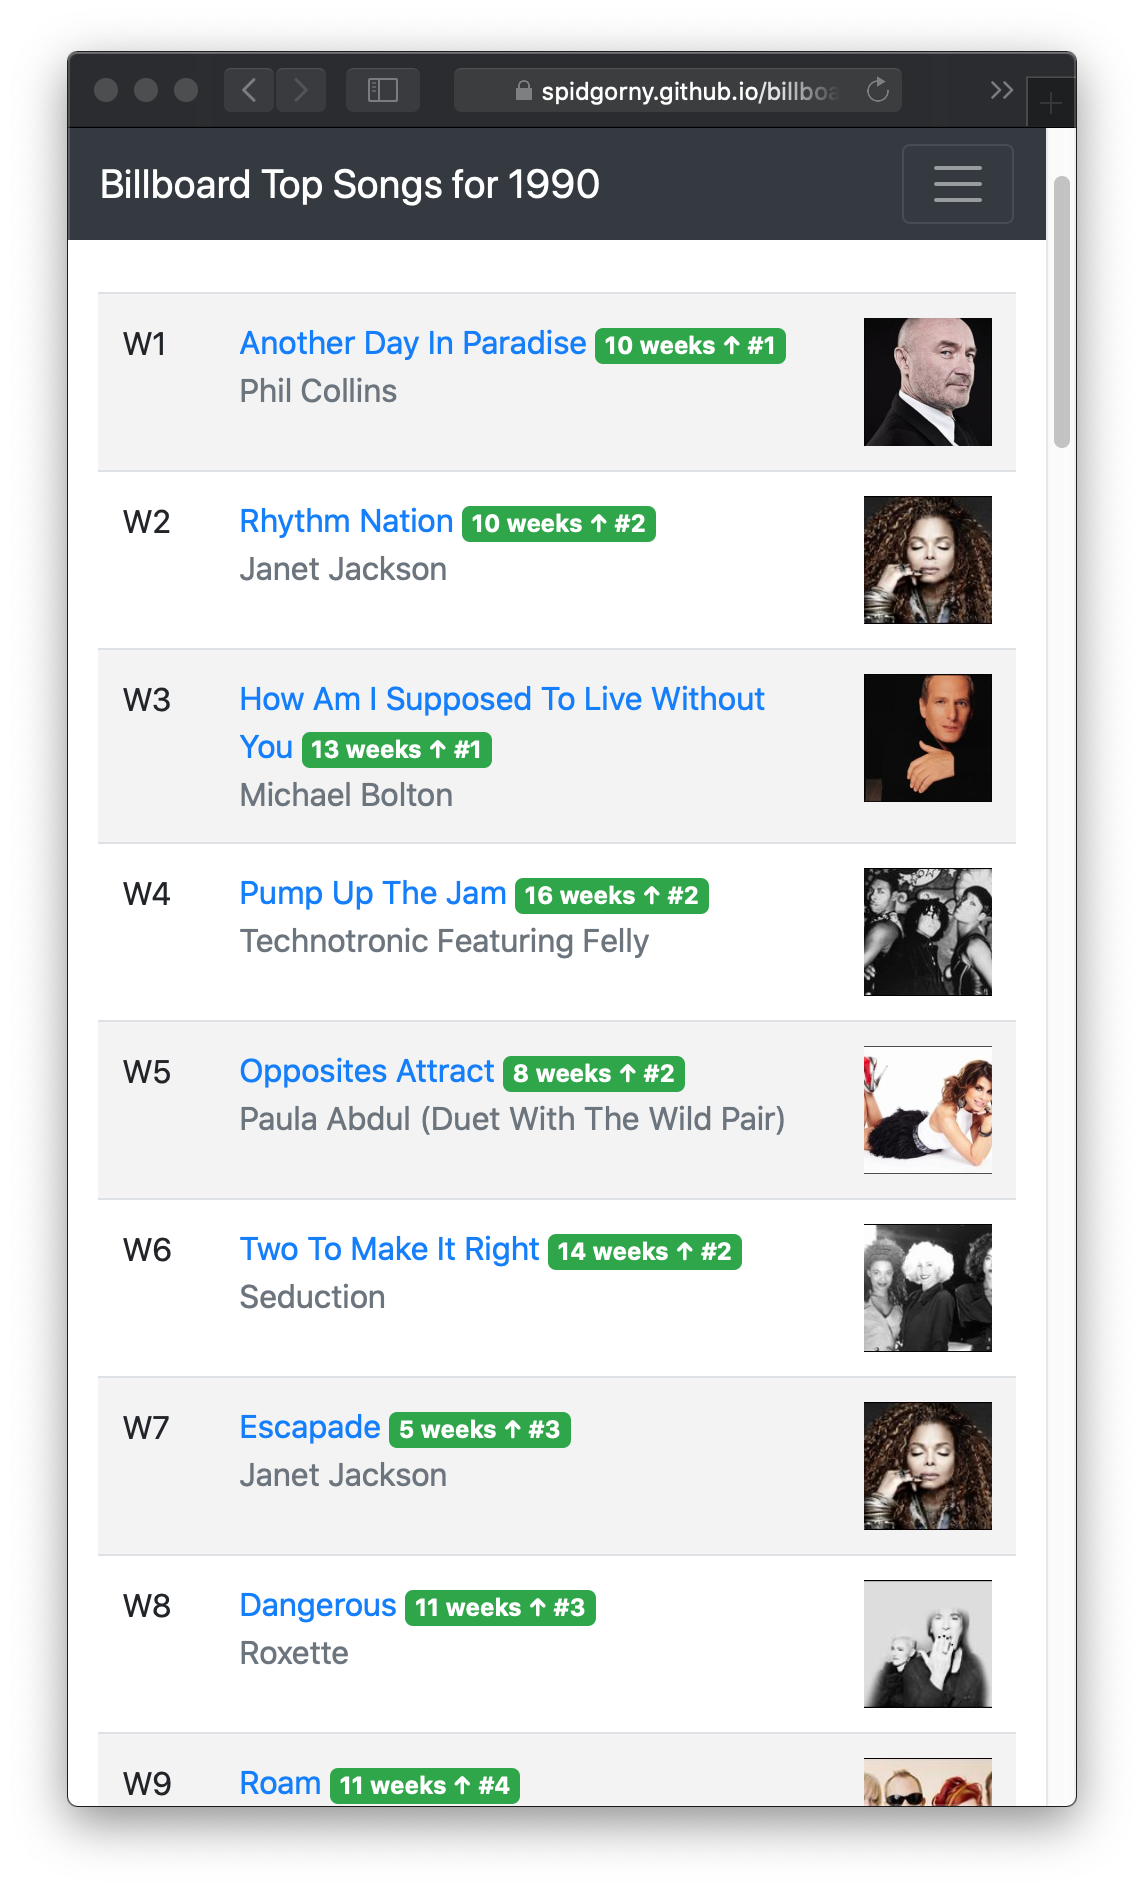 spidgorny.github.io/billboa
Billboard Top Songs for 1990
W1
Another Day In Paradise 10 weeks ↑ #1
Phil Collins
W2
Rhythm Nation 10 weeks ↑ #2
Janet Jackson
W3
How Am I Supposed To Live Without
You 13 weeks ↑ #1
Michael Bolton
W4
Pump Up The Jam 16 weeks ↑ #2
Technotronic Featuring Felly
W5
Opposites Attract 8 weeks ↑ #2
Paula Abdul (Duet With The Wild Pair)
W6
Two To Make It Right 14 weeks ↑ #2
Seduction
W7
Escapade 5 weeks ↑ #3
Janet Jackson
W8
Dangerous 11 weeks ↑ #3
Roxette
W9
Roam 11 weeks ↑ #4